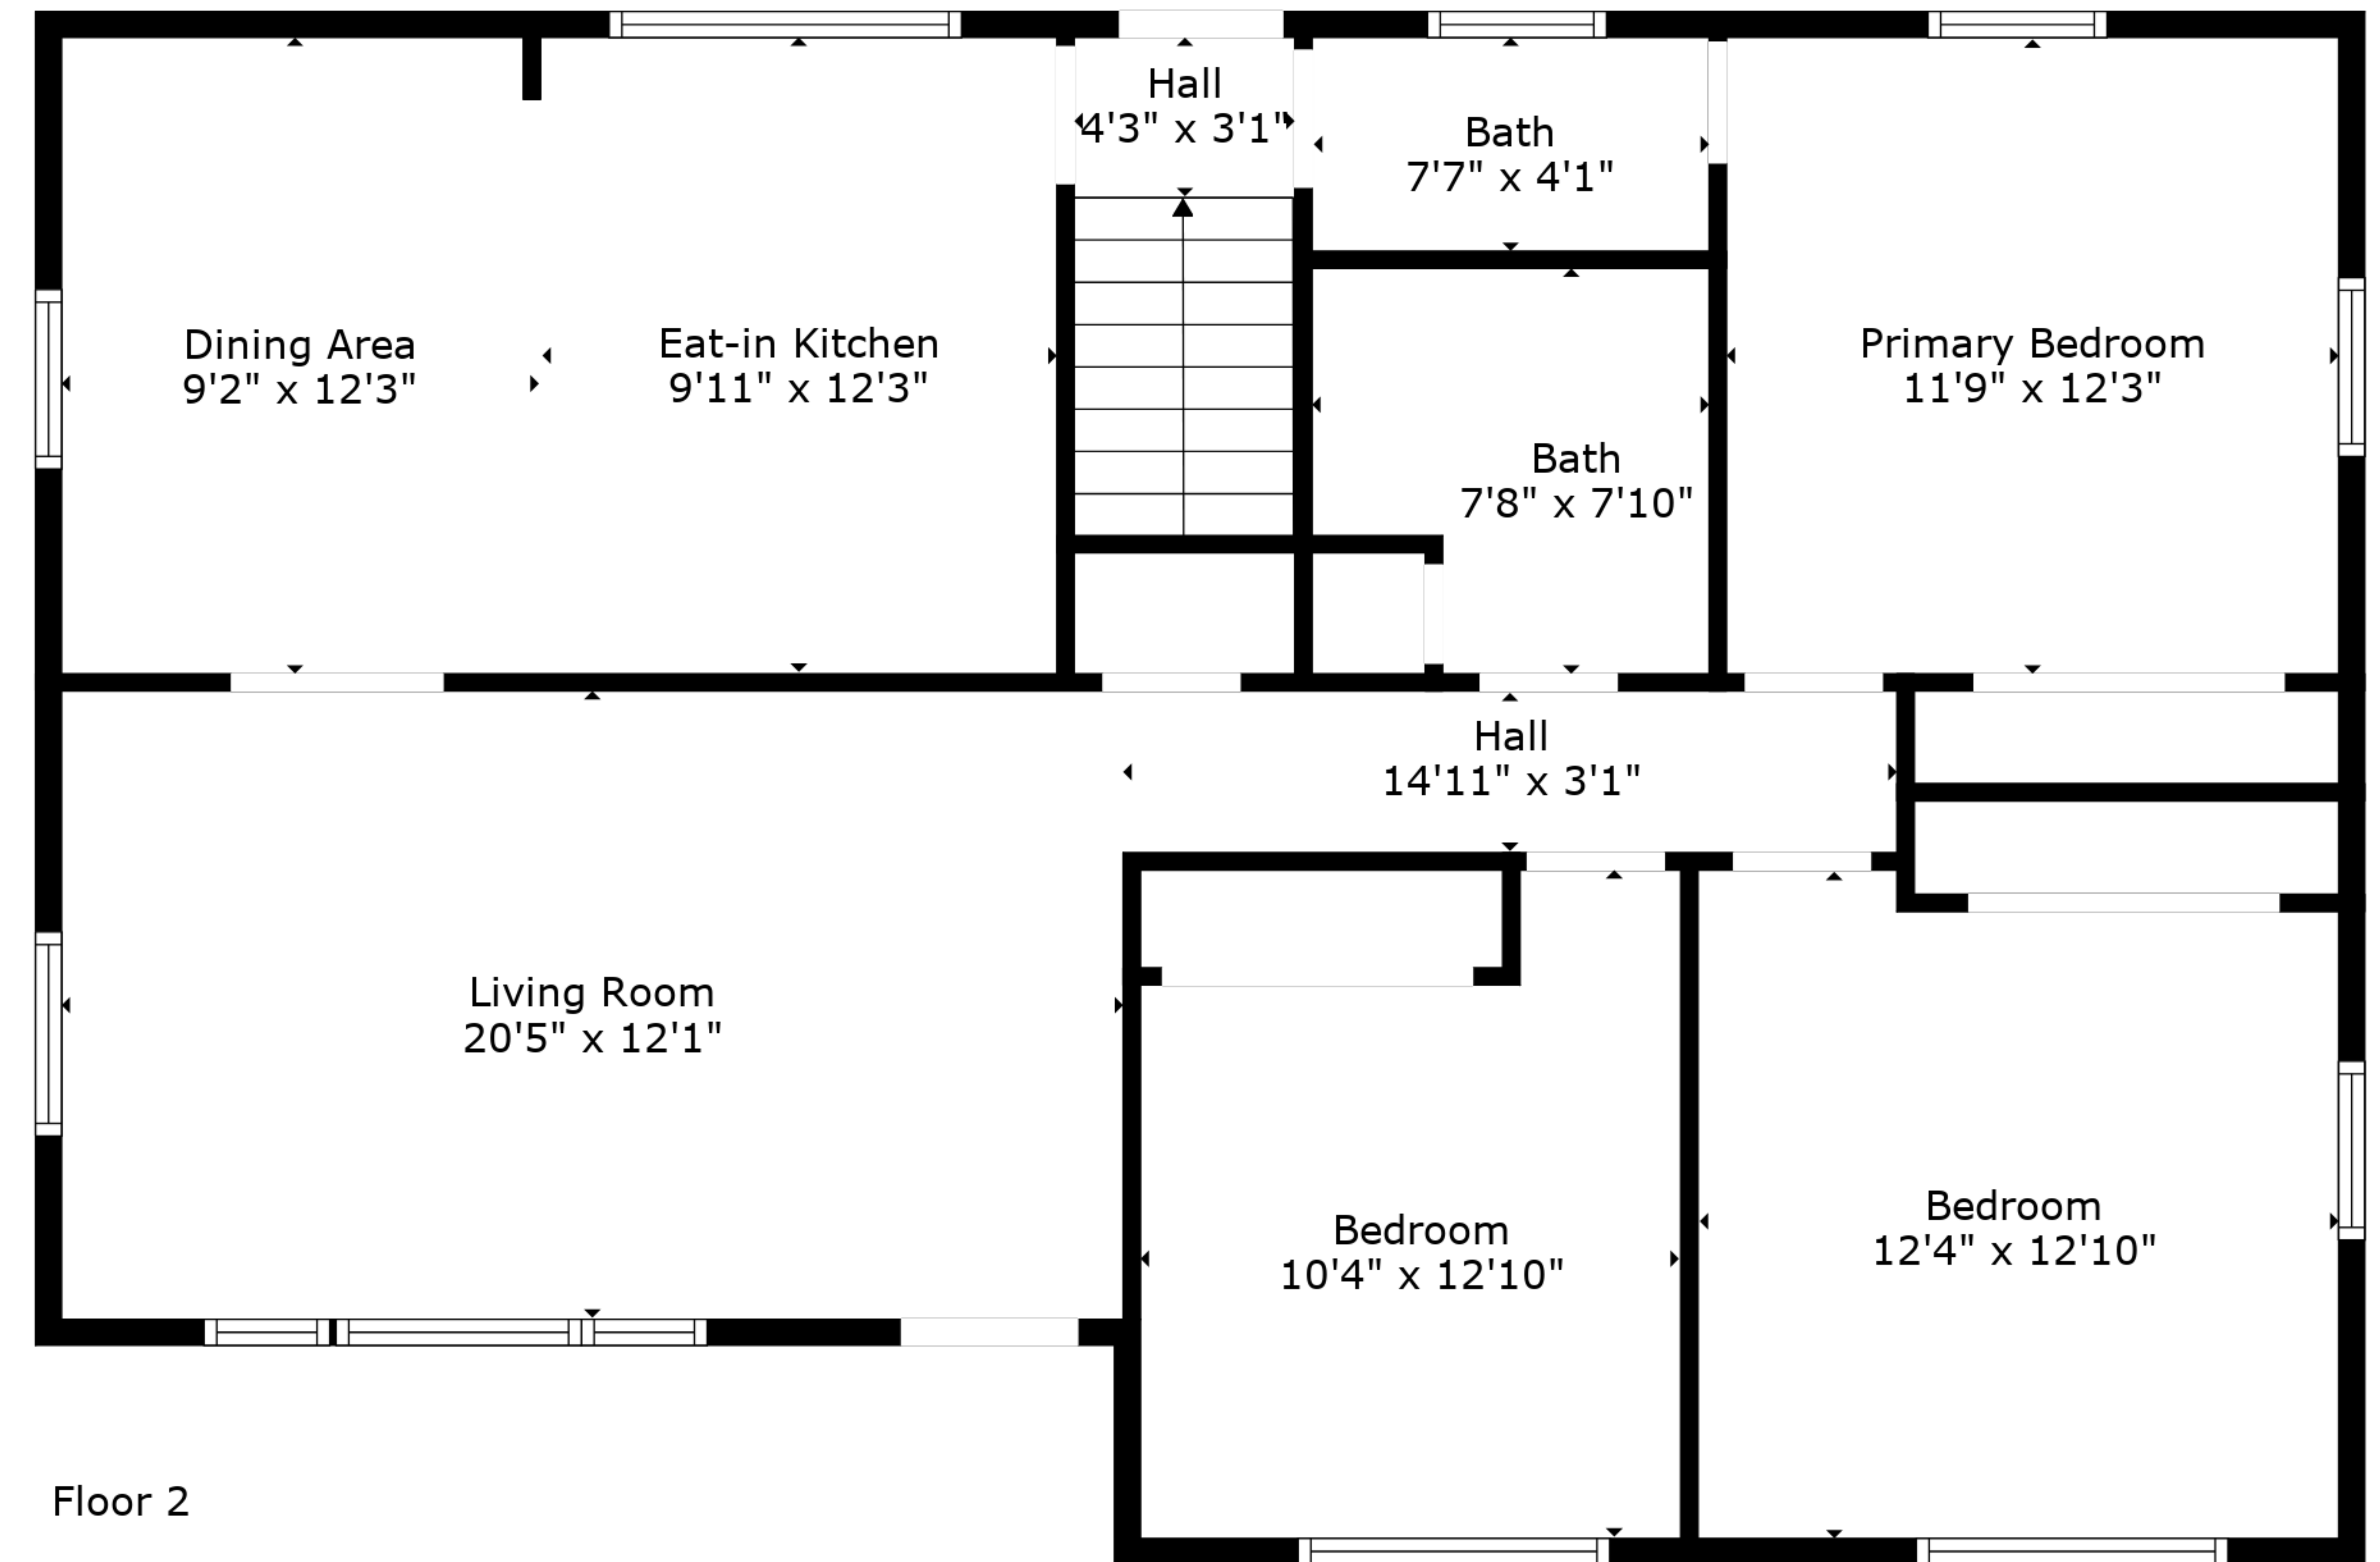 Hall
4'3" x 3'1"
Bath
7'7" x 4'1"
Dining Area
9'2" x 12'3"
Eat-in Kitchen
9'11" x 12'3"
Primary Bedroom
11'9" x 12'3"
Bath
7'8" x 7'10"
Hall
14'11" x 3'1"
Living Room
20'5" x 12'1"
Bedroom
10'4" x 12'10"
Bedroom
12'4" x 12'10"
Floor 2